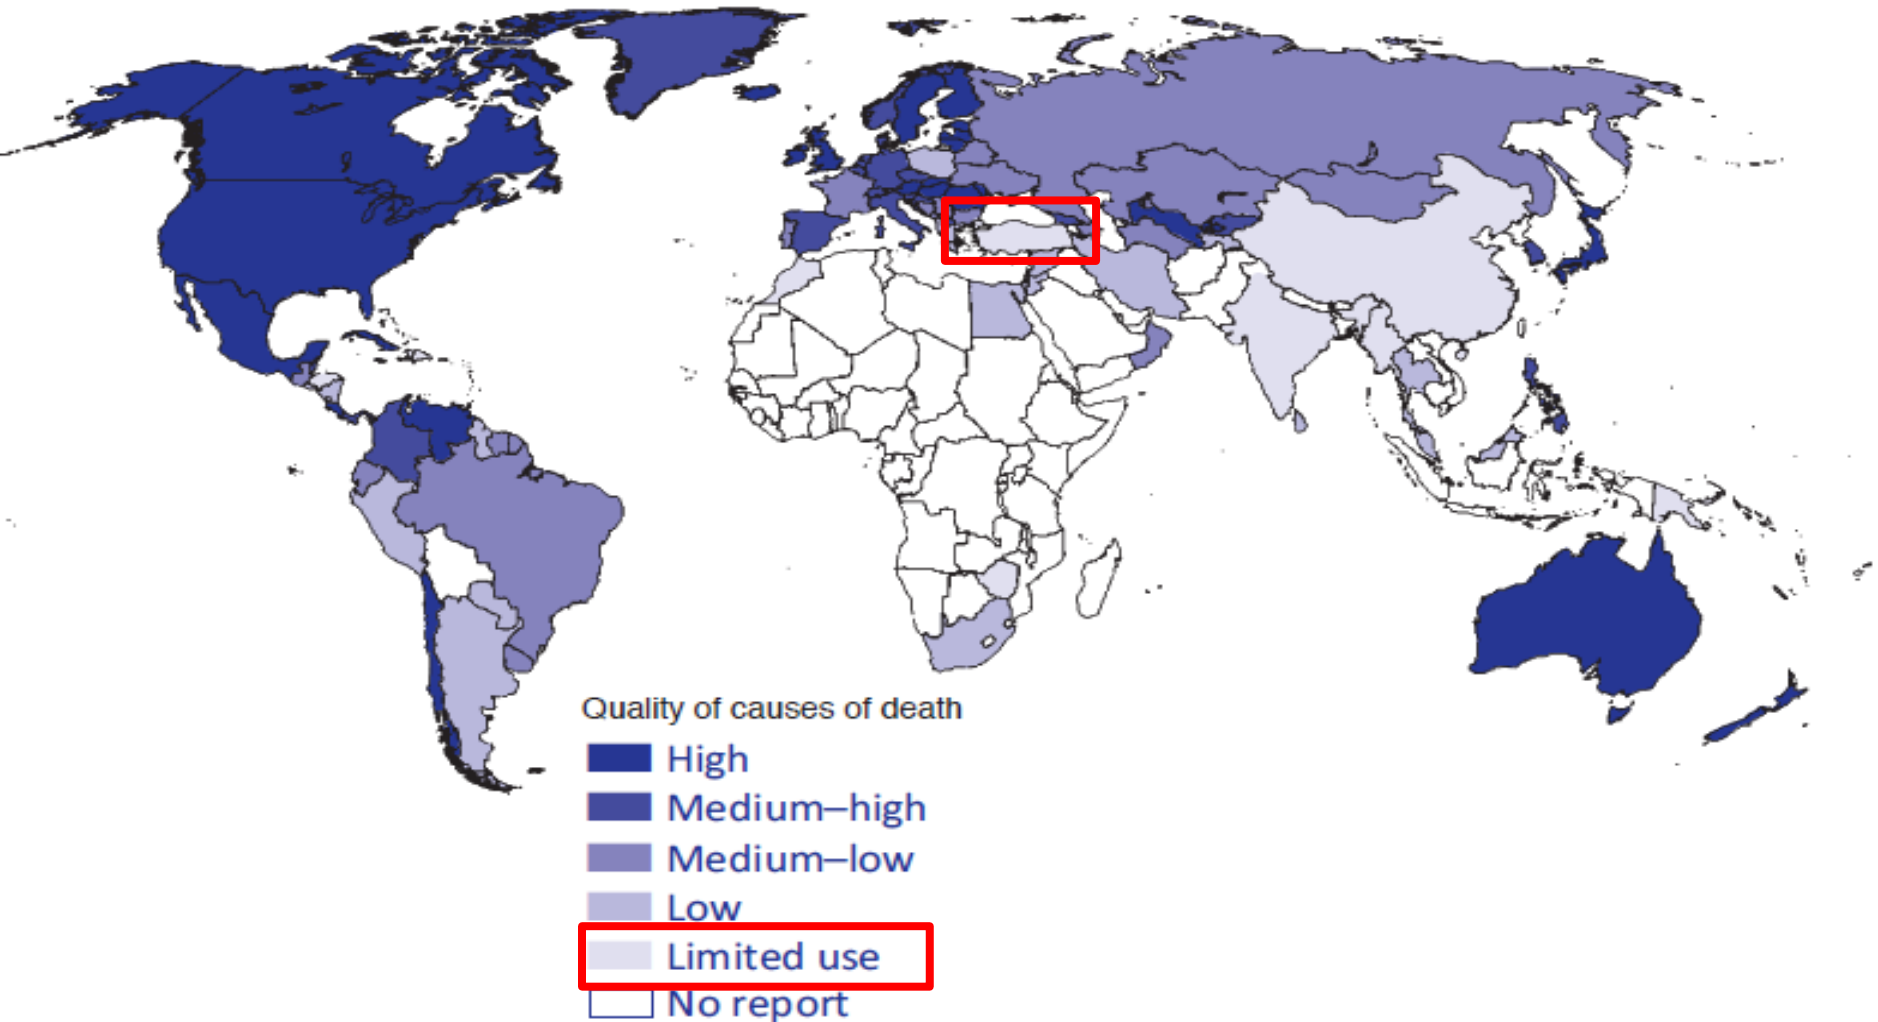 Quality of causes of death
High
Medium–high
Medium–low
Low
Limited use
No report